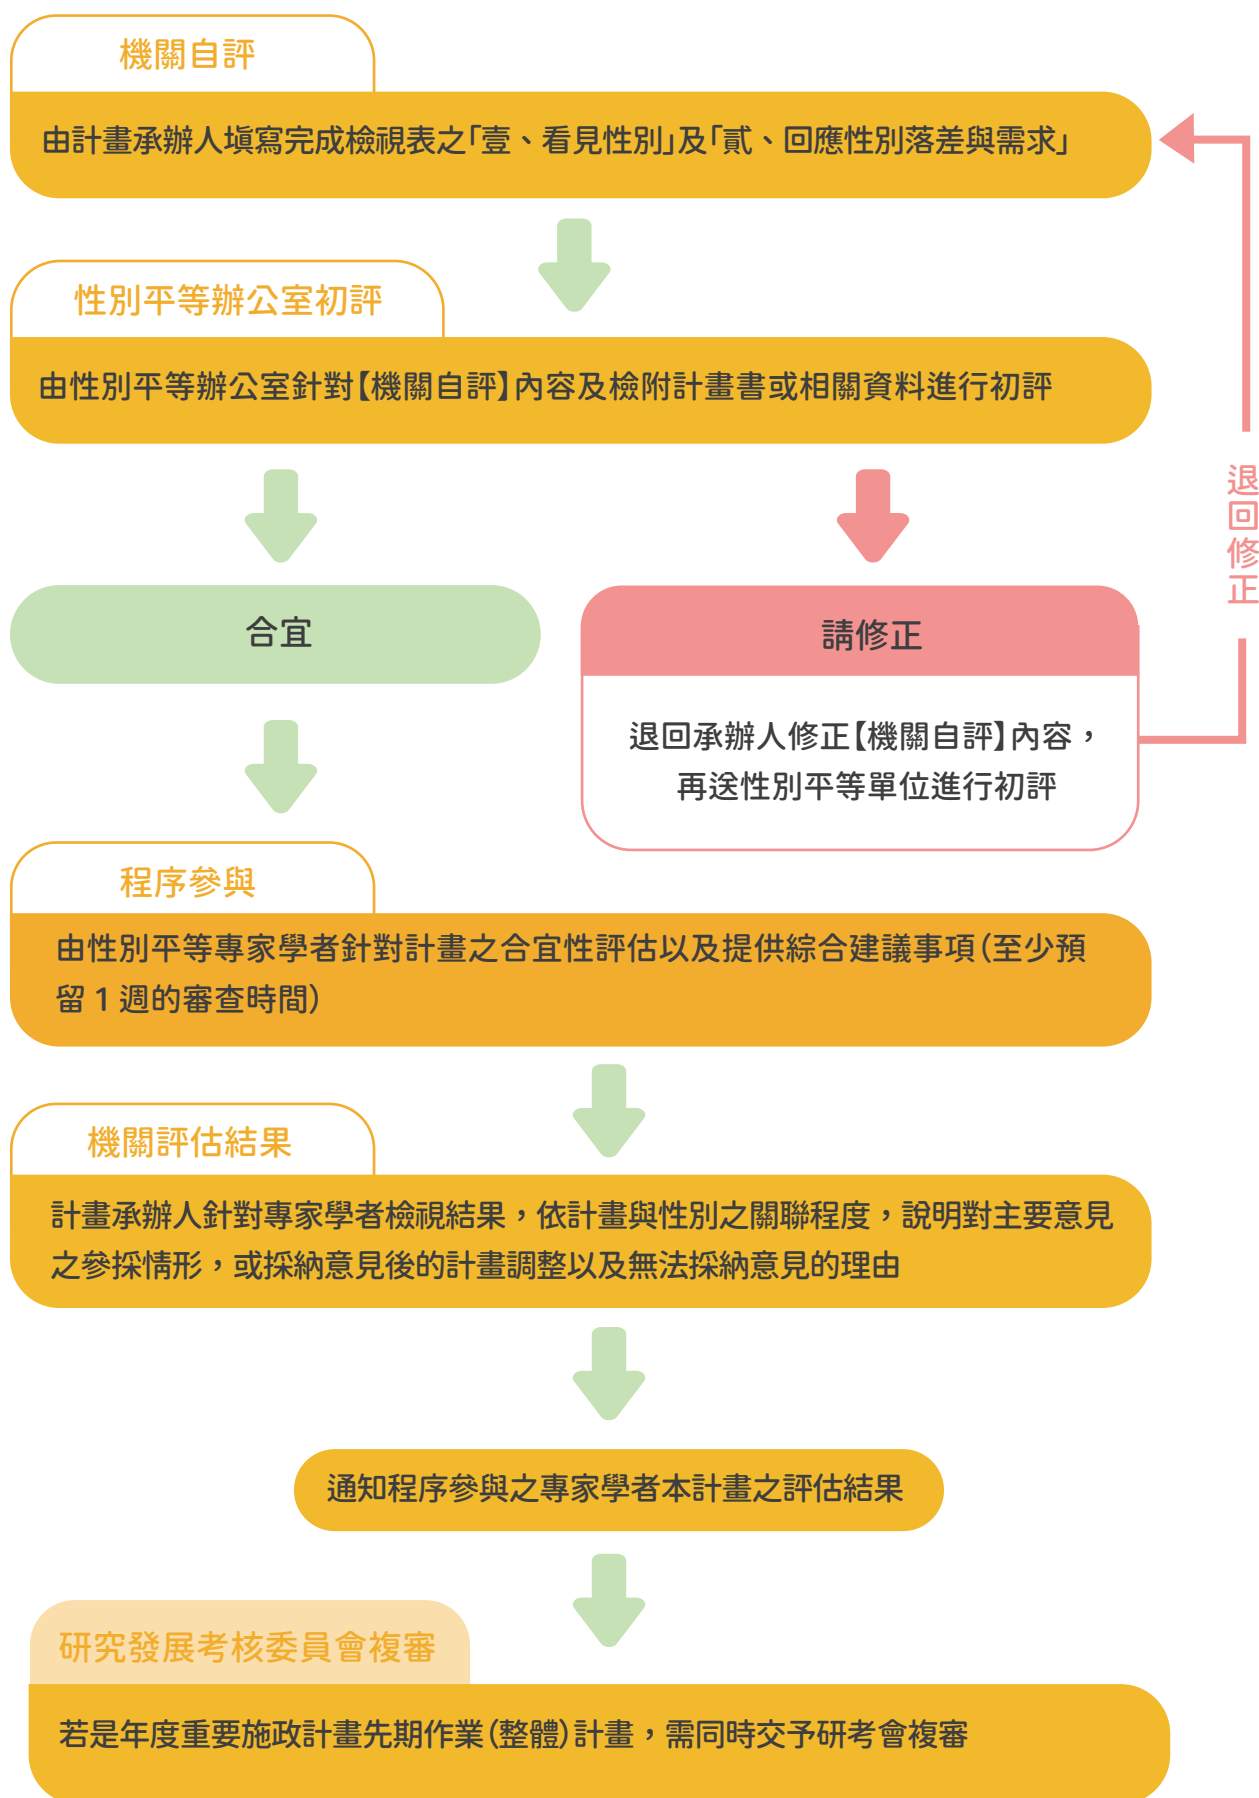 機關自評
由計畫承辦人填寫完成檢視表之「壹、看見性別」及「貳、回應性別落差與需求」
性別平等辦公室初評
由性別平等辦公室針對【機關自評】內容及檢附計畫書或相關資料進行初評
退回修正
合宜
請修正
退回承辦人修正【機關自評】內容，
再送性別平等單位進行初評
程序參與
由性別平等專家學者針對計畫之合宜性評估以及提供綜合建議事項（至少預
留 1 週的審查時間）
機關評估結果
計畫承辦人針對專家學者檢視結果，依計畫與性別之關聯程度，說明對主要意見
之參採情形，或採納意見後的計畫調整以及無法採納意見的理由
通知程序參與之專家學者本計畫之評估結果
研究發展考核委員會複審
若是年度重要施政計畫先期作業（整體）計畫，需同時交予研考會複審